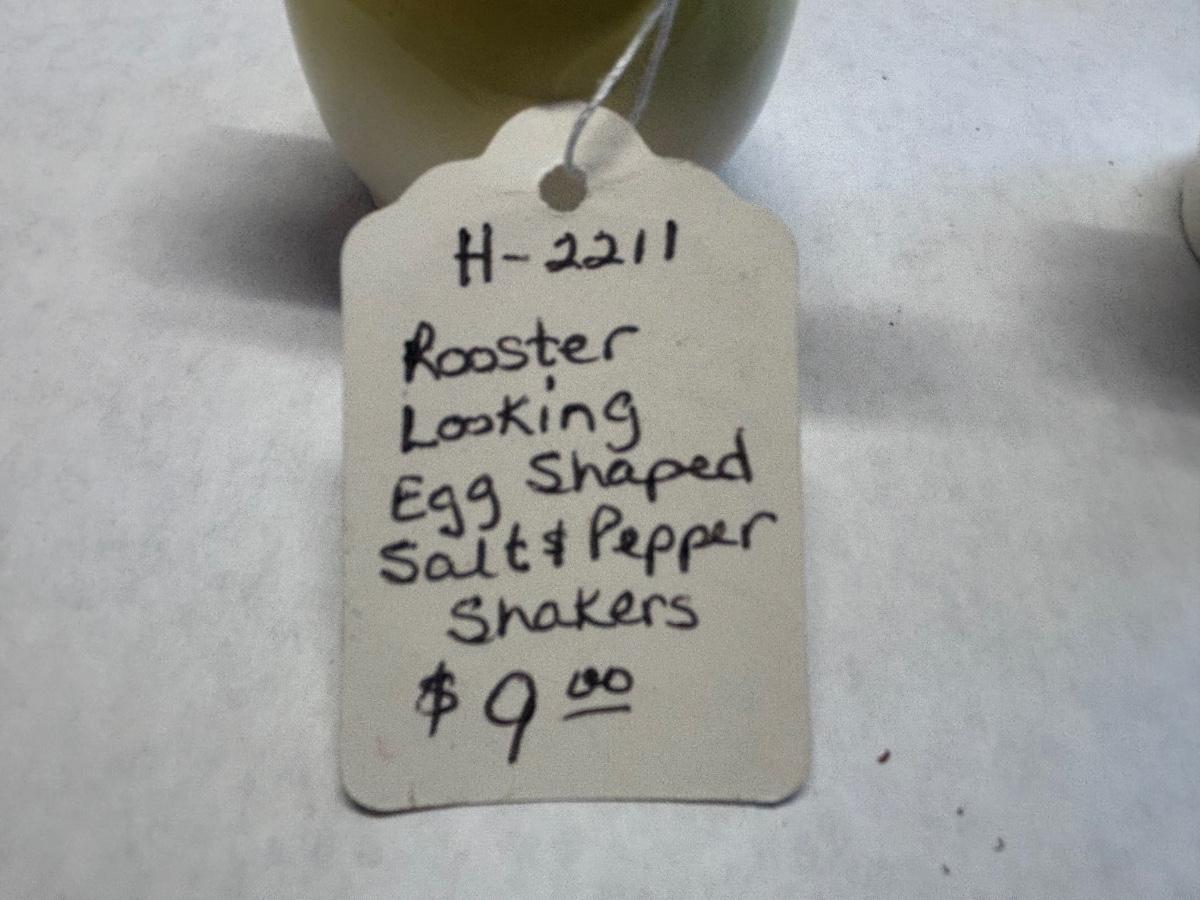 H-2211
Rooster
Looking
Egg Shaped
Salt & Pepper
Shakers
$ 9 00